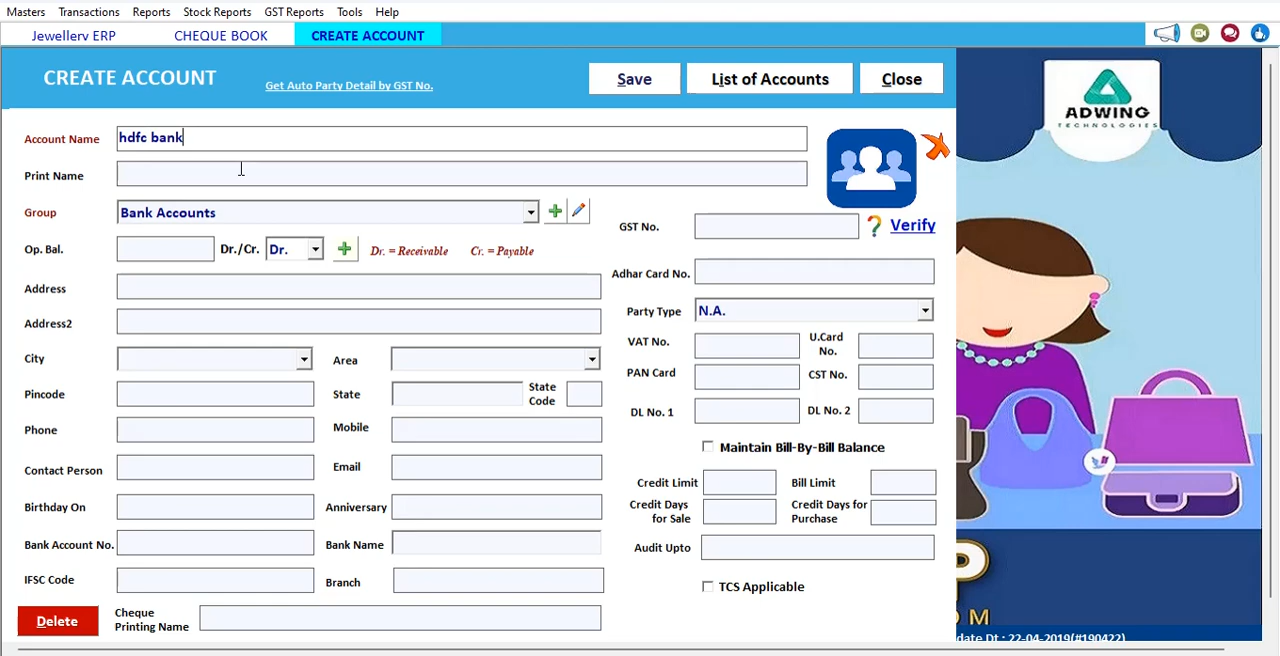 Masters Transactions Reports Stock Reports GST Reports Tools Help
Jewellery ERP CHEQUE BOOK CREATE ACCOUNT
CREATE ACCOUNT Get Auto Party Detail by GST No. Save List of Accounts Close
ADWING
TECHNOLOGIES
Account Name hdfc bank
Print Name
Group Bank Accounts
GST No. ? Verify
Op. Bal. Dr./Cr. Dr. Dr. = Receivable Cr. = Payable
Adhar Card No.
Address
Party Type N.A.
Address2
VAT No. U.Card No.
City Area
PAN Card CST No.
Pincode State State Code
DL No. 1 DL No. 2
Phone Mobile
Maintain Bill-By-Bill Balance
Contact Person Email
Credit Limit Bill Limit
Birthday On Anniversary
Credit Days for Sale Credit Days for Purchase
Bank Account No. Bank Name
Audit Upto
IFSC Code Branch
TCS Applicable
Delete Cheque Printing Name
P
O M
date Dt : 22-04-2019(#190422)